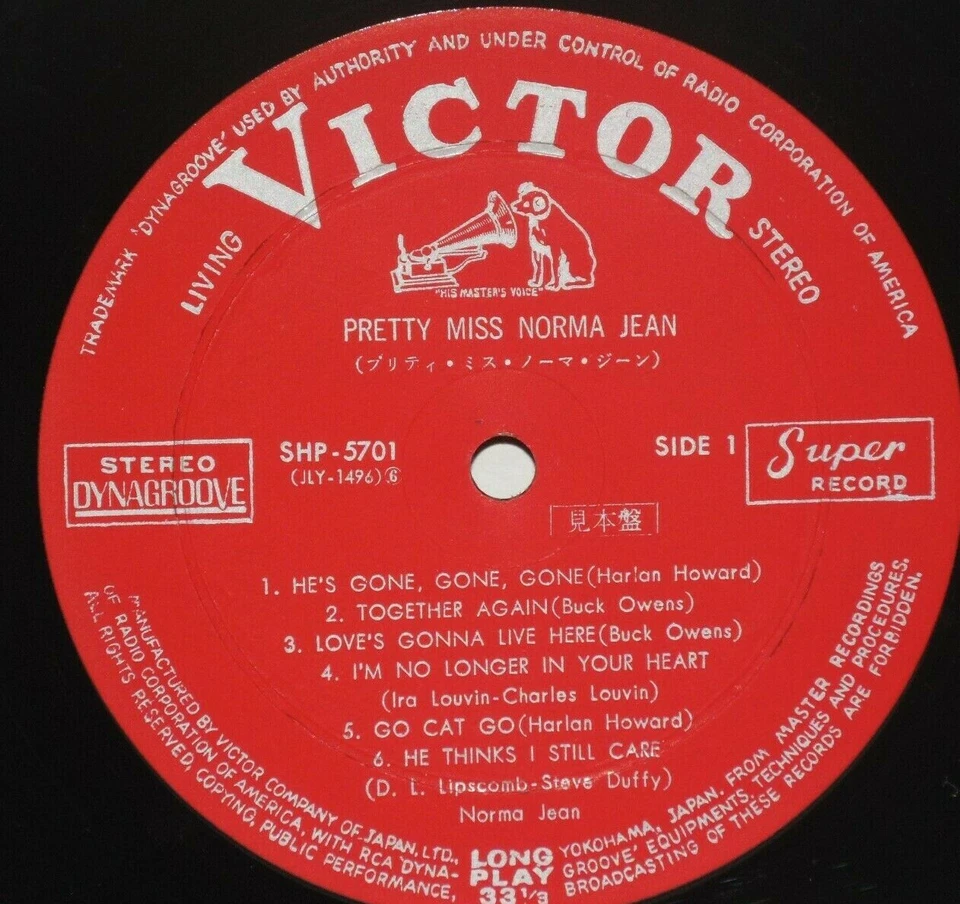 TRADEMARK 'DYNAGROOVE' USED BY AUTHORITY AND UNDER CONTROL OF RADIO CORPORATION OF AMERICA
LIVING
VICTOR
STEREO
"HIS MASTER'S VOICE"
PRETTY MISS NORMA JEAN
(プリティ・ミス・ノーマ・ジーン)
STEREO
DYNAGROOVE
SHP-5701
(JLY-1496)⑥
SIDE 1
Super
RECORD
見本盤
1. HE'S GONE, GONE, GONE(Harlan Howard)
2. TOGETHER AGAIN(Buck Owens)
3. LOVE'S GONNA LIVE HERE(Buck Owens)
4. I'M NO LONGER IN YOUR HEART
(Ira Louvin-Charles Louvin)
5. GO CAT GO(Harlan Howard)
6. HE THINKS I STILL CARE
(D. L. Lipscomb-Steve Duffy)
Norma Jean
MANUFACTURED BY VICTOR COMPANY OF JAPAN, LTD., YOKOHAMA, JAPAN. FROM MASTER RECORDINGS
OF RADIO CORPORATION OF AMERICA, WITH RCA 'DYNAGROOVE' EQUIPMENTS, TECHNIQUES AND PROCEDURES.
ALL RIGHTS RESERVED, COPYING, PUBLIC PERFORMANCE, BROADCASTING OF THESE RECORDS ARE FORBIDDEN.
LONG
PLAY
33 1/3